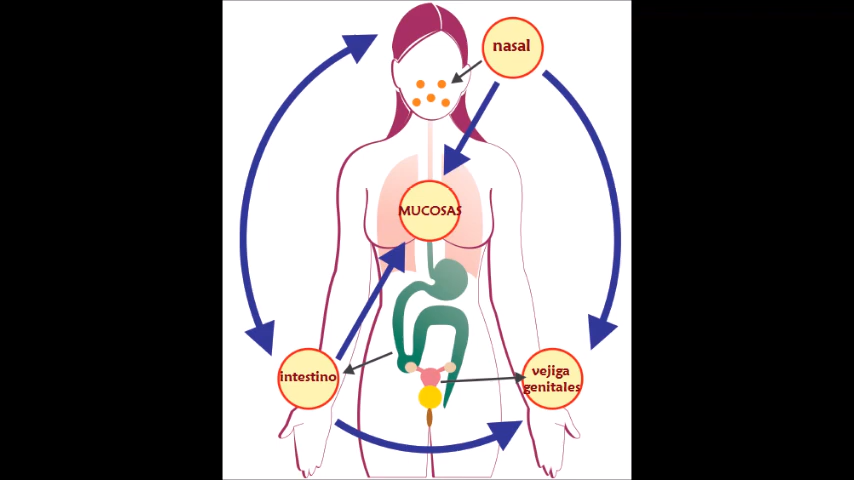 nasal
MUCOSAS
intestino
vejiga
genitales